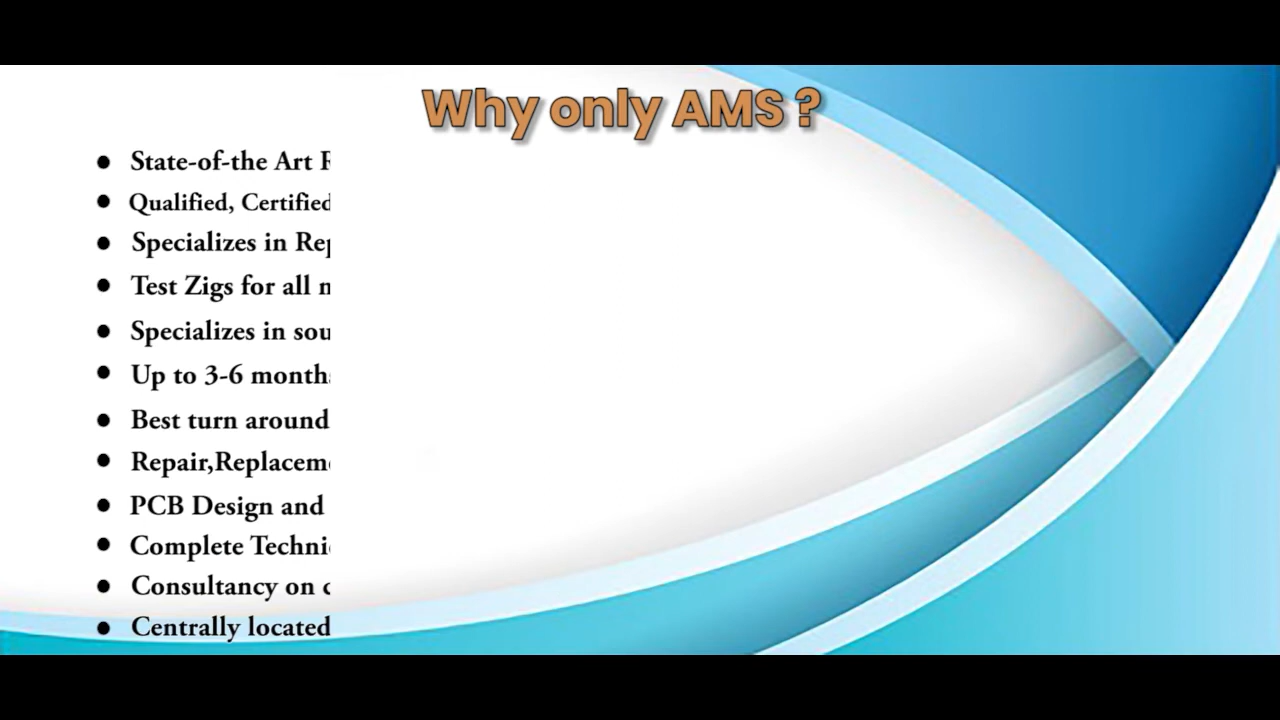 Why only AMS ?
State-of-the Art
Qualified, Certified
Specializes in
Test Zigs for all
Specializes in
Up to 3-6
Best turn around
PCB Design and
Complete
Consultancy on
Centrally located